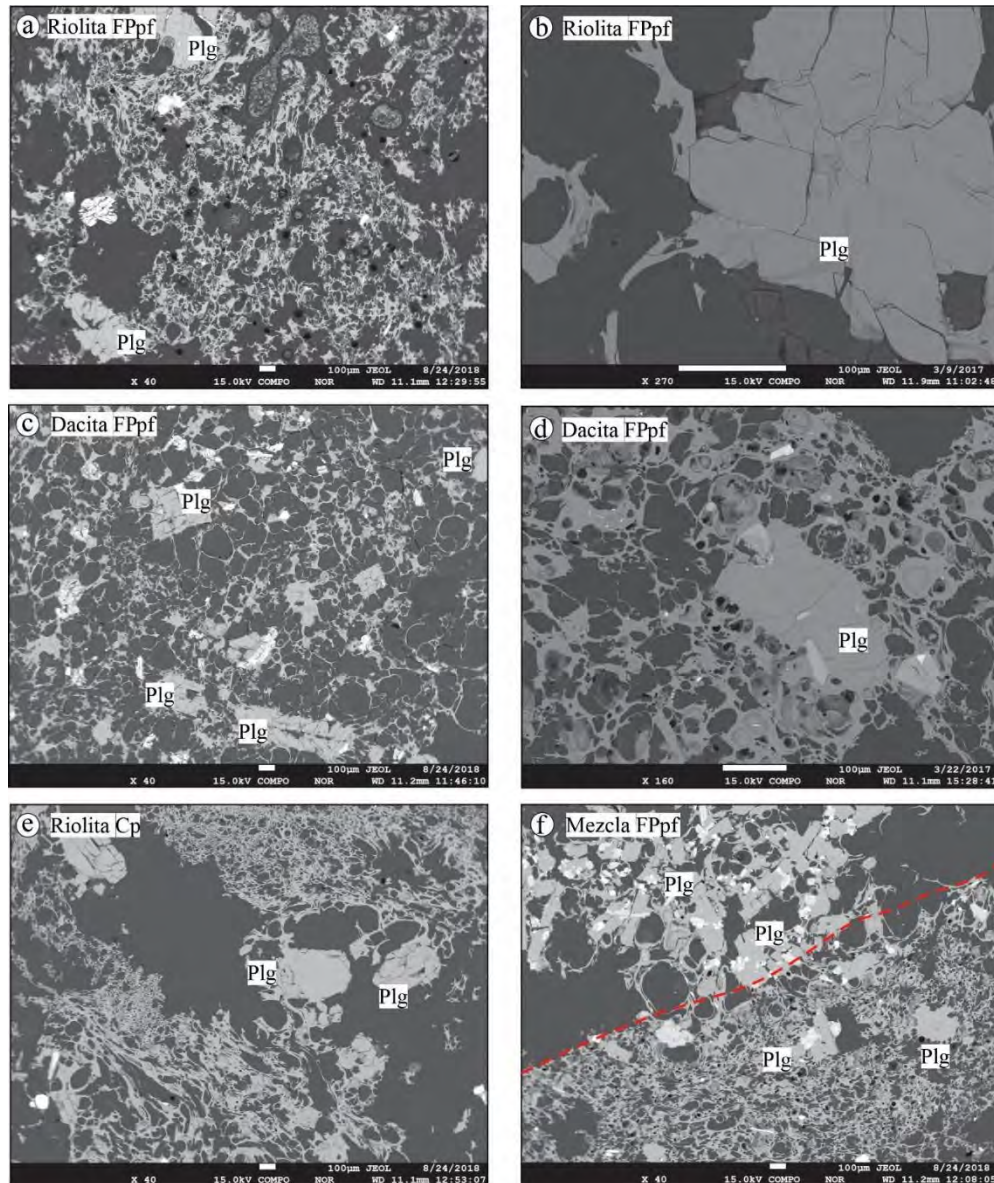 a Riolita FPpf
Plg
Plg
100µm JEOL 8/24/2018
X 40 15.0kV COMPO NOR WD 11.1mm 12:29:55
b Riolita FPpf
Plg
100µm JEOL 3/9/2017
X 270 15.0kV COMPO NOR WD 11.9mm 11:02:48
c Dacita FPpf
Plg
Plg
Plg
Plg
100µm JEOL 8/24/2018
X 40 15.0kV COMPO NOR WD 11.2mm 11:46:10
d Dacita FPpf
Plg
100µm JEOL 3/22/2017
X 160 15.0kV COMPO NOR WD 11.1mm 15:28:41
e Riolita Cp
Plg
Plg
100µm JEOL 8/24/2018
X 40 15.0kV COMPO NOR WD 11.1mm 12:53:07
f Mezcla FPpf
Plg
Plg
Plg
Plg
100µm JEOL 8/24/2018
X 40 15.0kV COMPO NOR WD 11.2mm 12:08:05